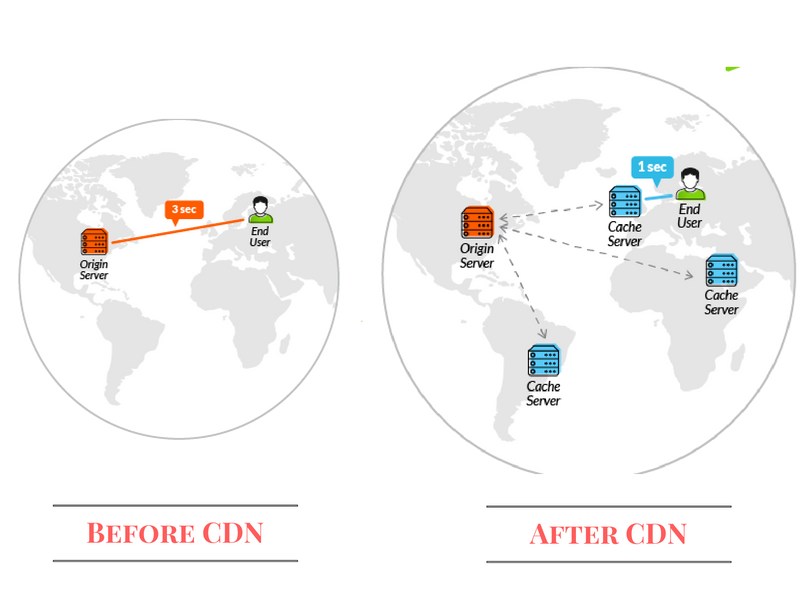 3 sec
End
User
Origin
Server
Before CDN
1 sec
End
User
Cache
Server
Origin
Server
Cache
Server
Cache
Server
After CDN